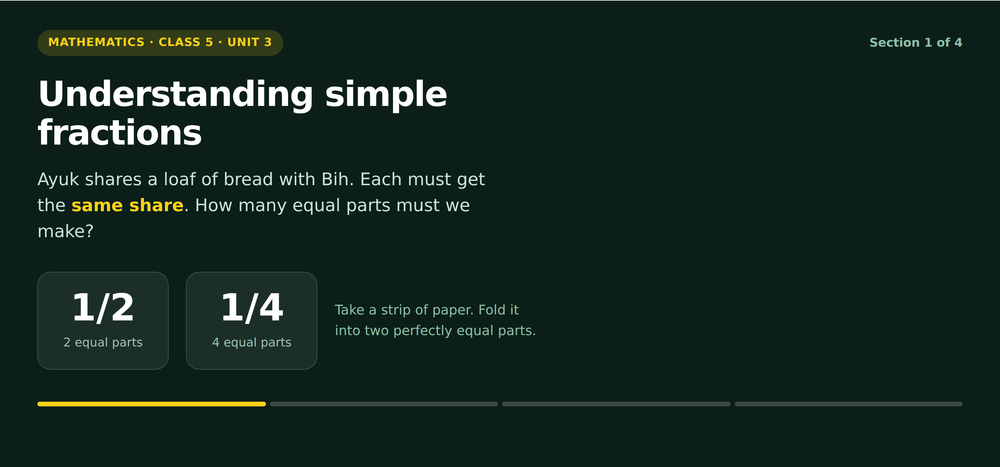 MATHEMATICS · CLASS 5 · UNIT 3
Section 1 of 4
Understanding simple
fractions
Ayuk shares a loaf of bread with Bih. Each must get
the same share. How many equal parts must we
make?
1/2
2 equal parts
1/4
4 equal parts
Take a strip of paper. Fold it
into two perfectly equal parts.